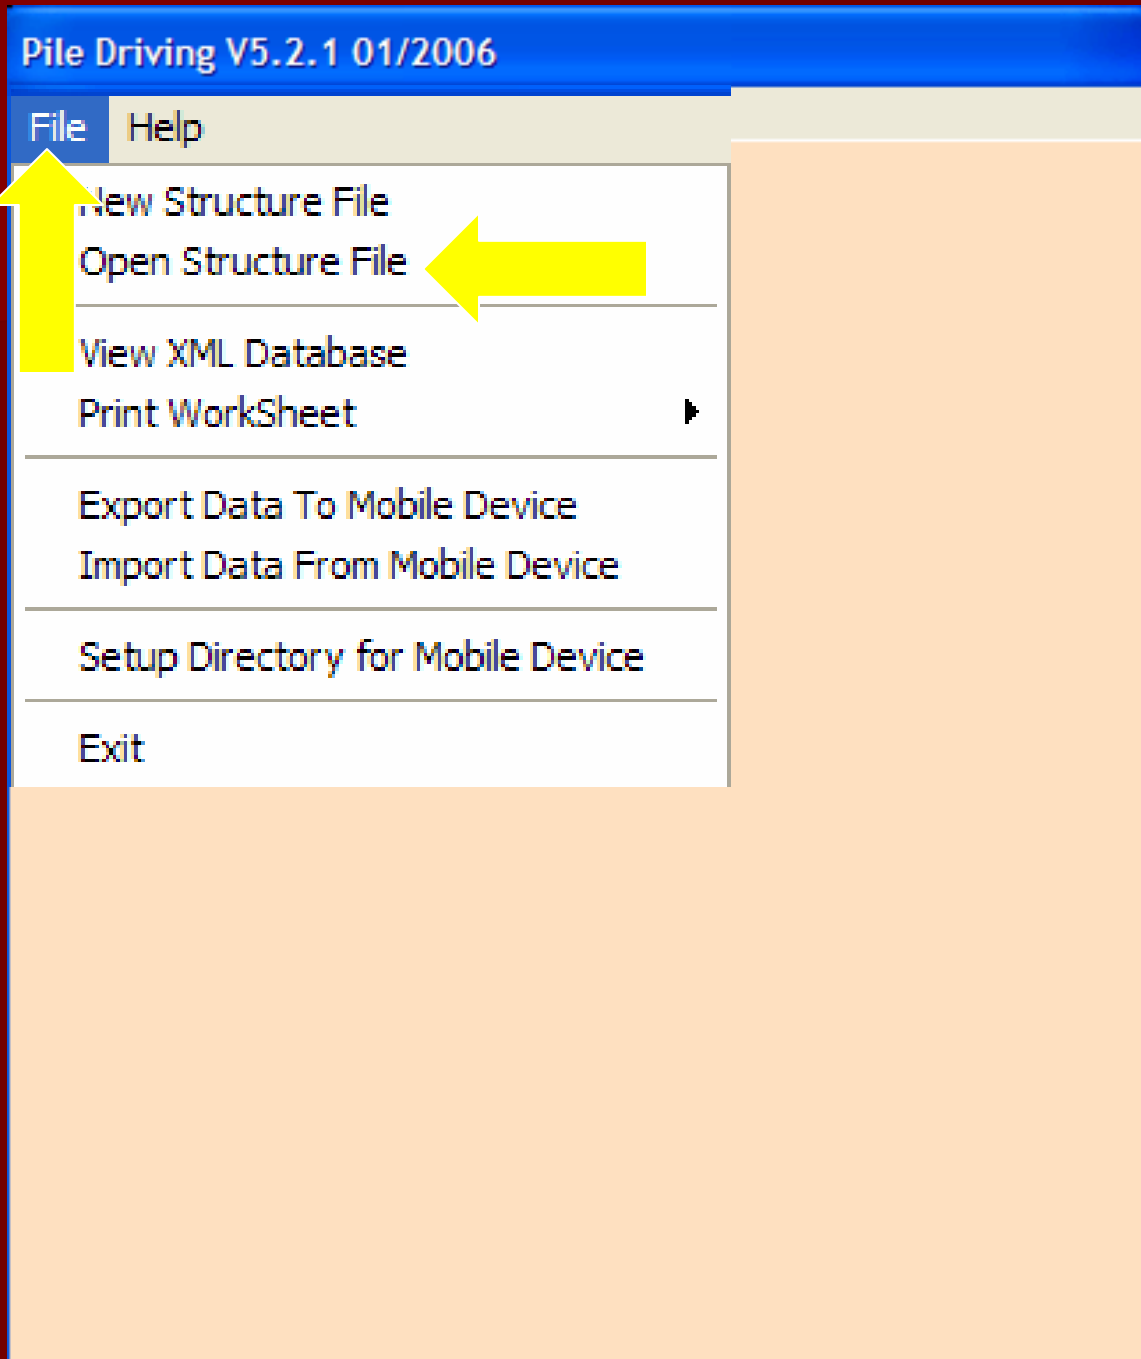 Pile Driving V5.2.1 01/2006
File Help
New Structure File
Open Structure File
View XML Database
Print WorkSheet
Export Data To Mobile Device
Import Data From Mobile Device
Setup Directory for Mobile Device
Exit